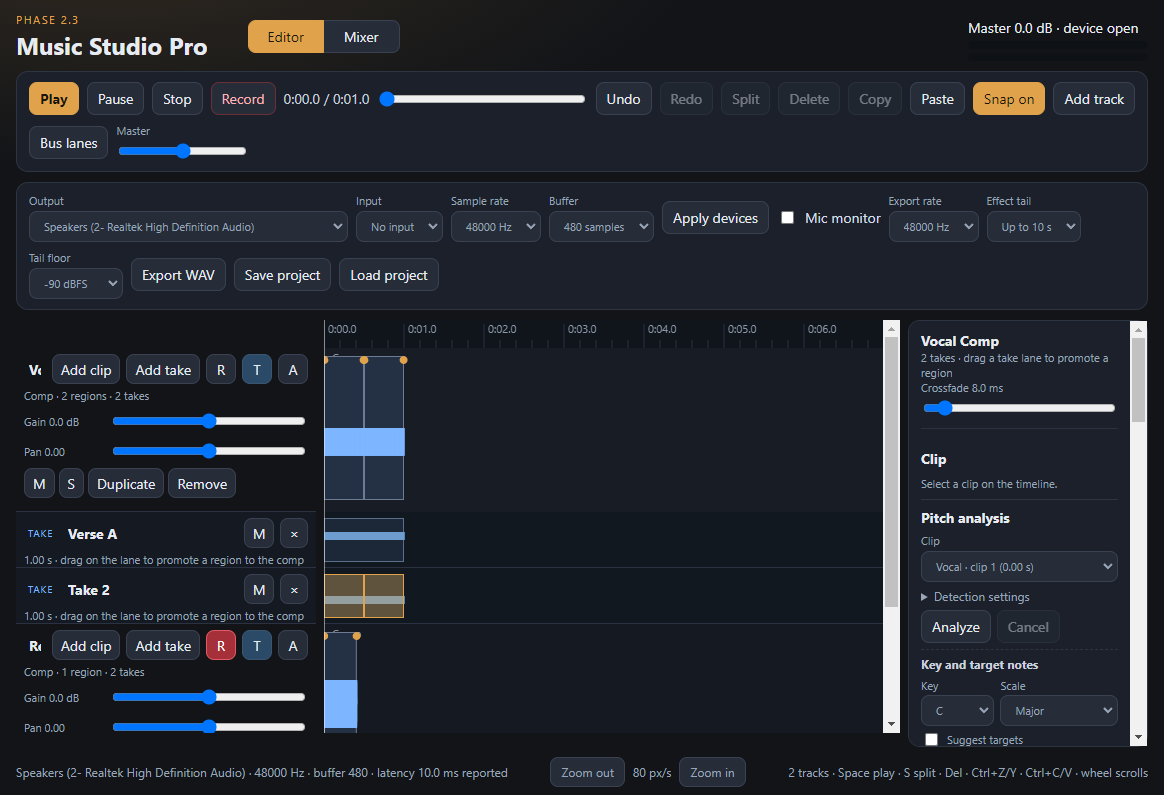 PHASE 2.3
Music Studio Pro
Editor Mixer
Master 0.0 dB · device open
Play Pause Stop Record 0:00.0 / 0:01.0 Undo Redo Split Delete Copy Paste Snap on Add track
Bus lanes Master
Output Input Sample rate Buffer Export rate Effect tail
Speakers (2- Realtek High Definition Audio) No input 48000 Hz 480 samples Apply devices Mic monitor 48000 Hz Up to 10 s
Tail floor
-90 dBFS Export WAV Save project Load project
0:00.0 0:01.0 0:02.0 0:03.0 0:04.0 0:05.0 0:06.0
Add clip Add take R T A
Comp · 2 regions · 2 takes
Gain 0.0 dB
Pan 0.00
M S Duplicate Remove
TAKE Verse A M ×
1.00 s · drag on the lane to promote a region to the comp
TAKE Take 2 M ×
1.00 s · drag on the lane to promote a region to the comp
Add clip Add take R T A
Comp · 1 region · 2 takes
Gain 0.0 dB
Pan 0.00
Vocal Comp
2 takes · drag a take lane to promote a
region
Crossfade 8.0 ms
Clip
Select a clip on the timeline.
Pitch analysis
Clip
Vocal · clip 1 (0.00 s)
Detection settings
Analyze Cancel
Key and target notes
Key Scale
C Major
Suggest targets
Speakers (2- Realtek High Definition Audio) · 48000 Hz · buffer 480 · latency 10.0 ms reported
Zoom out 80 px/s Zoom in
2 tracks · Space play · S split · Del · Ctrl+Z/Y · Ctrl+C/V · wheel scrolls